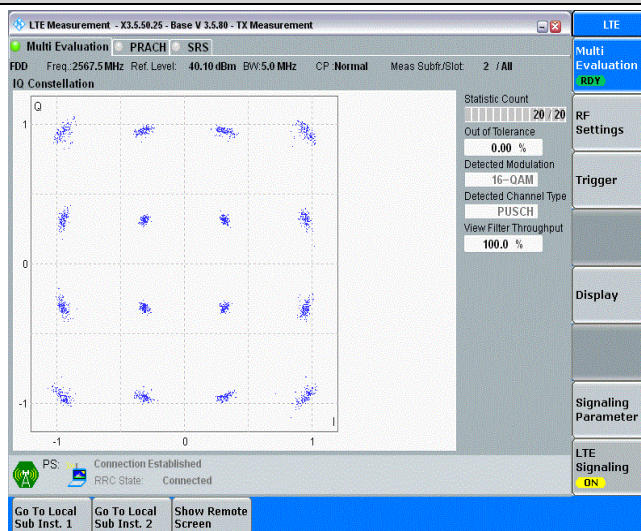 LTE Measurement - X3.5.50.25 - Base V 3.5.80 - TX Measurement
LTE
Multi Evaluation PRACH SRS
Multi
Evaluation
RDY
FDD Freq.:2567.5 MHz Ref. Level: 40.10 dBm BW:5.0 MHz CP :Normal Meas Subfr./Slot: 2 / All
IQ Constellation
Q
1
0
-1
-1 0 1
I
Statistic Count
20 / 20
Out of Tolerance
0.00 %
Detected Modulation
16-QAM
Detected Channel Type
PUSCH
View Filter Throughput
100.0 %
RF
Settings
Trigger
Display
Signaling
Parameter
LTE
Signaling
ON
PS: Connection Established
RRC State: Connected
Go To Local
Sub Inst. 1
Go To Local
Sub Inst. 2
Show Remote
Screen